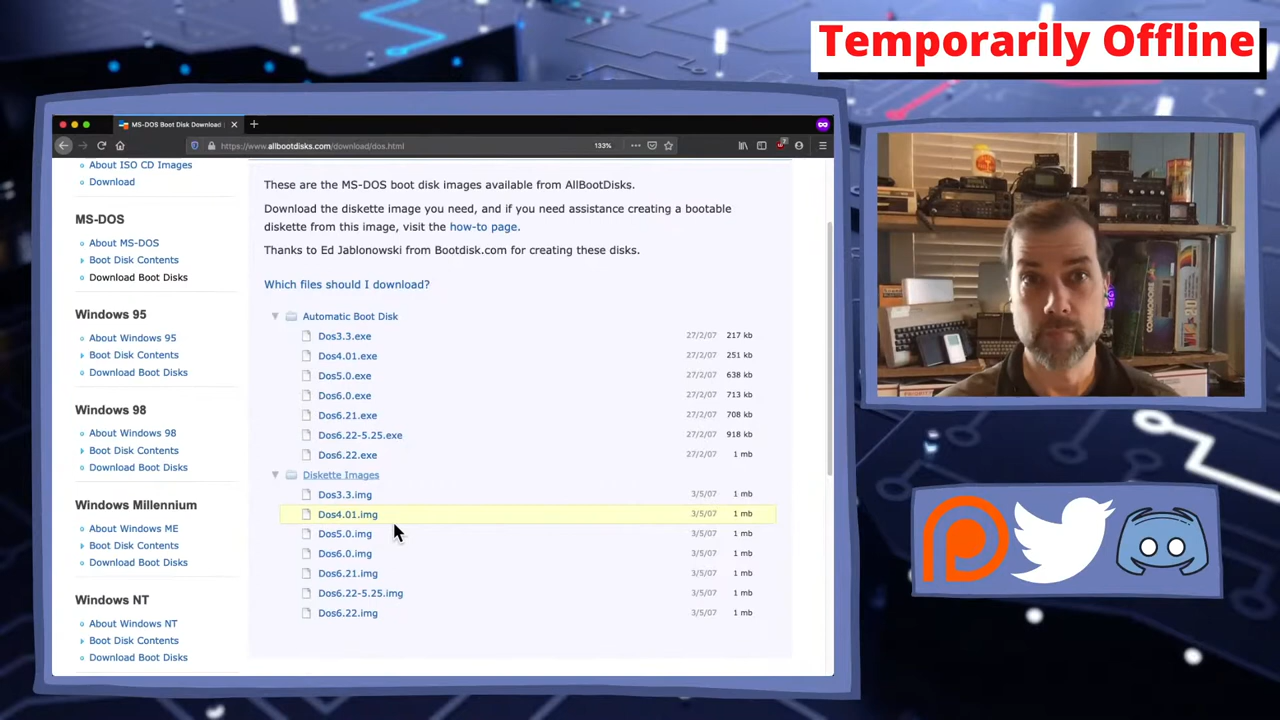 Temporarily Offline
MS-DOS Boot Disk Download
https://www.allbootdisks.com/download/dos.html
133%
About ISO CD Images
Download
MS-DOS
About MS-DOS
Boot Disk Contents
Download Boot Disks
Windows 95
About Windows 95
Boot Disk Contents
Download Boot Disks
Windows 98
About Windows 98
Boot Disk Contents
Download Boot Disks
Windows Millennium
About Windows ME
Boot Disk Contents
Download Boot Disks
Windows NT
About Windows NT
Boot Disk Contents
Download Boot Disks
These are the MS-DOS boot disk images available from AllBootDisks.
Download the diskette image you need, and if you need assistance creating a bootable
diskette from this image, visit the how-to page.
Thanks to Ed Jablonowski from Bootdisk.com for creating these disks.
Which files should I download?
Automatic Boot Disk
Dos3.3.exe 27/2/07 217 kb
Dos4.01.exe 27/2/07 251 kb
Dos5.0.exe 27/2/07 638 kb
Dos6.0.exe 27/2/07 713 kb
Dos6.21.exe 27/2/07 708 kb
Dos6.22-5.25.exe 27/2/07 918 kb
Dos6.22.exe 27/2/07 1 mb
Diskette Images
Dos3.3.img 3/5/07 1 mb
Dos4.01.img 3/5/07 1 mb
Dos5.0.img 3/5/07 1 mb
Dos6.0.img 3/5/07 1 mb
Dos6.21.img 3/5/07 1 mb
Dos6.22-5.25.img 3/5/07 1 mb
Dos6.22.img 3/5/07 1 mb
commodore